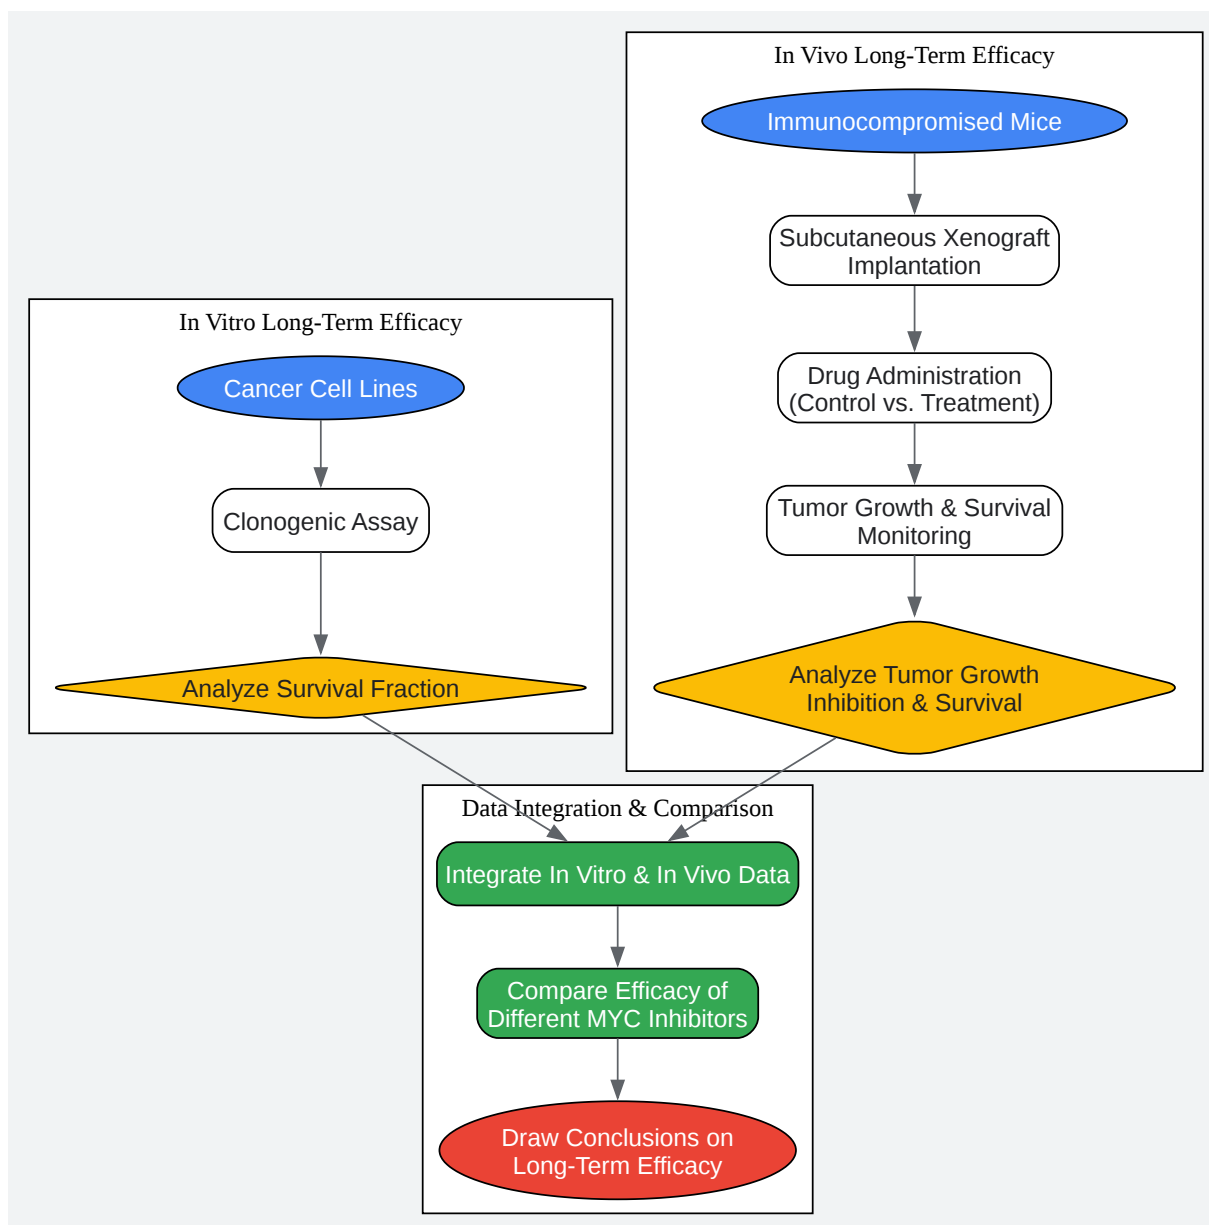 In Vivo Long-Term Efficacy
Immunocompromised Mice
Subcutaneous Xenograft
Implantation
Drug Administration
(Control vs. Treatment)
Tumor Growth & Survival
Monitoring
Analyze Tumor Growth
Inhibition & Survival
In Vitro Long-Term Efficacy
Cancer Cell Lines
Clonogenic Assay
Analyze Survival Fraction
Data Integration & Comparison
Integrate In Vitro & In Vivo Data
Compare Efficacy of
Different MYC Inhibitors
Draw Conclusions on
Long-Term Efficacy